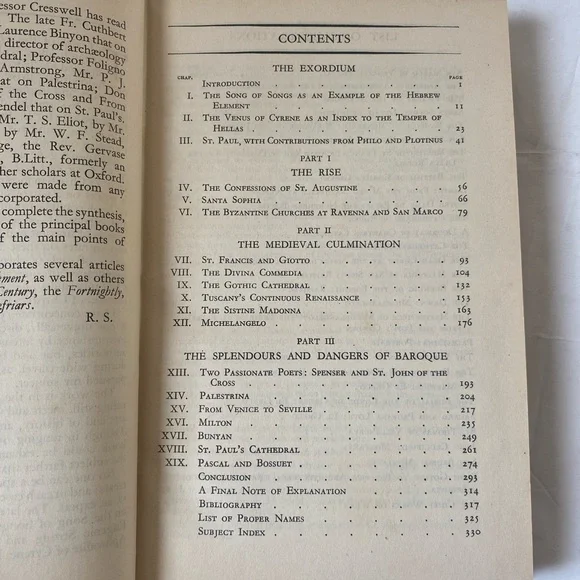 ssor Cresswell has read
The late Fr. Cuthbert
Laurence Binyon that on
director of archæology
dral; Professor Foligno
Armstrong, Mr. P. J.
at on Palestrina; Don
of the Cross and From
endel that on St. Paul's
Mr. T. S. Eliot, by Mr.
by Mr. W. F. Stead,
ge, the Rev. Gervase
, B.Litt., formerly an
her scholars at Oxford.
were made from any
corporated.
complete the synthesis,
of the principal books
of the main points of
porates several articles
ement, as well as others
Century, the Fortnightly,
kfriars.
R. S.
CONTENTS
THE EXORDIUM
CHAP. PAGE
Introduction . . . . . . . 1
I. The Song of Songs as an Example of the Hebrew
Element . . . . . . . 11
II. The Venus of Cyrene as an Index to the Temper of
Hellas . . . . . . . 23
III. St. Paul, with Contributions from Philo and Plotinus 41
PART I
THE RISE
IV. The Confessions of St. Augustine . . . . 56
V. Santa Sophia . . . . . . . 66
VI. The Byzantine Churches at Ravenna and San Marco 79
PART II
THE MEDIEVAL CULMINATION
VII. St. Francis and Giotto . . . . . 93
VIII. The Divina Commedia . . . . . 104
IX. The Gothic Cathedral . . . . . 132
X. Tuscany's Continuous Renaissance . . . . 153
XI. The Sistine Madonna . . . . . 163
XII. Michelangelo . . . . . . . 176
PART III
THE SPLENDOURS AND DANGERS OF BAROQUE
XIII. Two Passionate Poets: Spenser and St. John of the
Cross . . . . . . . 193
XIV. Palestrina . . . . . . . 204
XV. From Venice to Seville . . . . . 217
XVI. Milton . . . . . . . 235
XVII. Bunyan . . . . . . . 249
XVIII. St. Paul's Cathedral . . . . . 261
XIX. Pascal and Bossuet . . . . . . 274
Conclusion . . . . . . . 293
A Final Note of Explanation . . . . 314
Bibliography . . . . . . . 317
List of Proper Names . . . . . 325
Subject Index . . . . . . . 330